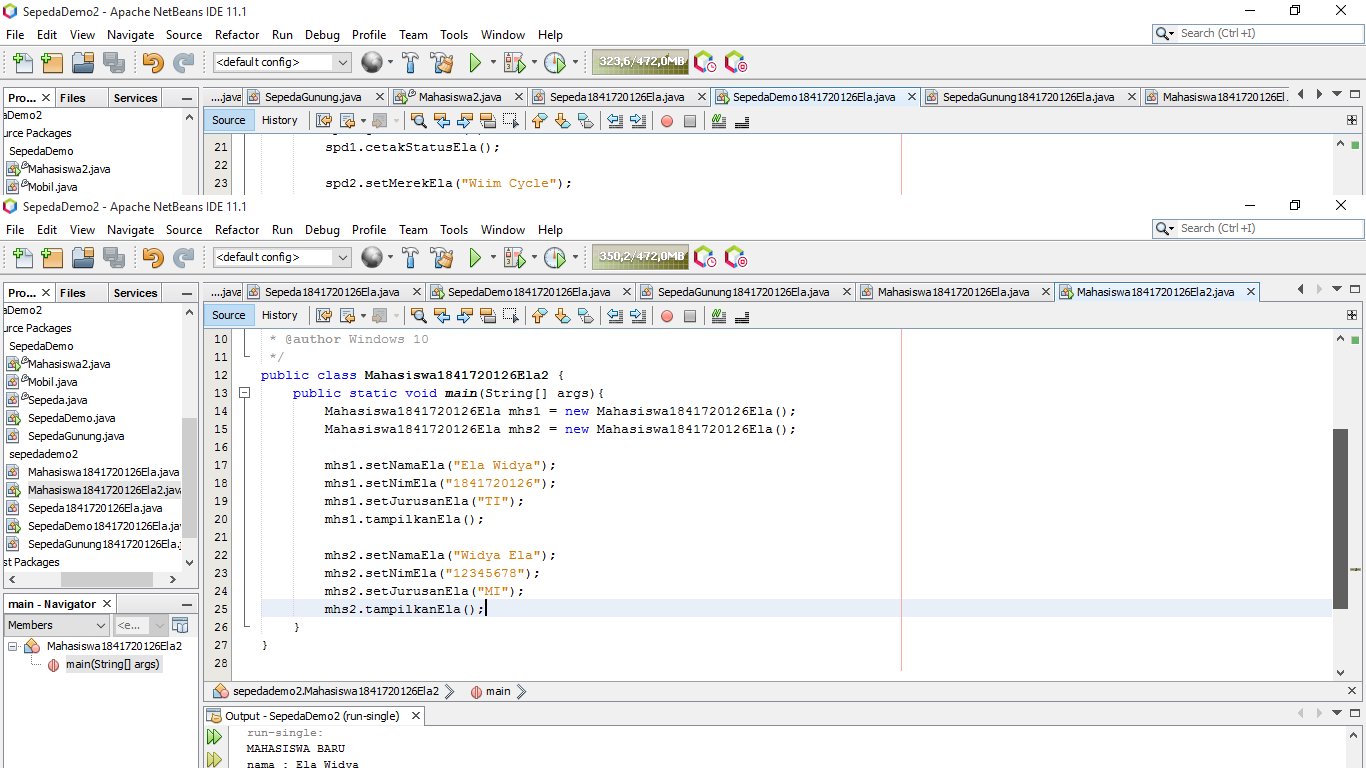 SepedaDemo2 - Apache NetBeans IDE 11.1
File Edit View Navigate Source Refactor Run Debug Profile Team Tools Window Help
Search (Ctrl+I)
<default config>
323,6/472,0MB
Pro... Files Services
....java SepedaGunung.java Mahasiswa2.java Sepeda1841720126Ela.java SepedaDemo1841720126Ela.java SepedaGunung1841720126Ela.java Mahasiswa1841720126El.
aDemo2
urce Packages
SepedaDemo
Mahasiswa2.java
Mobil.java
Source History
21 spd1.cetakStatusEla();
22
23 spd2.setMerekEla("Wiim Cycle");
SepedaDemo2 - Apache NetBeans IDE 11.1
File Edit View Navigate Source Refactor Run Debug Profile Team Tools Window Help
Search (Ctrl+I)
<default config>
350,2/472,0MB
Pro... Files Services
....java Sepeda1841720126Ela.java SepedaDemo1841720126Ela.java SepedaGunung1841720126Ela.java Mahasiswa1841720126Ela.java Mahasiswa1841720126Ela2.java
aDemo2
urce Packages
SepedaDemo
Mahasiswa2.java
Mobil.java
Sepeda.java
SepedaDemo.java
SepedaGunung.java
sepedademo2
Mahasiswa1841720126Ela.java
Mahasiswa1841720126Ela2.java
Sepeda1841720126Ela.java
SepedaDemo1841720126Ela.ja
SepedaGunung1841720126Ela.
st Packages
main - Navigator
Members <e...
Mahasiswa1841720126Ela2
main(String[] args)
Source History
10 * @author Windows 10
11 */
12 public class Mahasiswa1841720126Ela2 {
13 public static void main(String[] args){
14 Mahasiswa1841720126Ela mhs1 = new Mahasiswa1841720126Ela();
15 Mahasiswa1841720126Ela mhs2 = new Mahasiswa1841720126Ela();
16
17 mhs1.setNamaEla("Ela Widya");
18 mhs1.setNimEla("1841720126");
19 mhs1.setJurusanEla("TI");
20 mhs1.tampilkanEla();
21
22 mhs2.setNamaEla("Widya Ela");
23 mhs2.setNimEla("12345678");
24 mhs2.setJurusanEla("MI");
25 mhs2.tampilkanEla();
26 }
27 }
28
sepedademo2.Mahasiswa1841720126Ela2 main
Output - SepedaDemo2 (run-single)
run-single:
MAHASISWA BARU
nama : Ela Widya